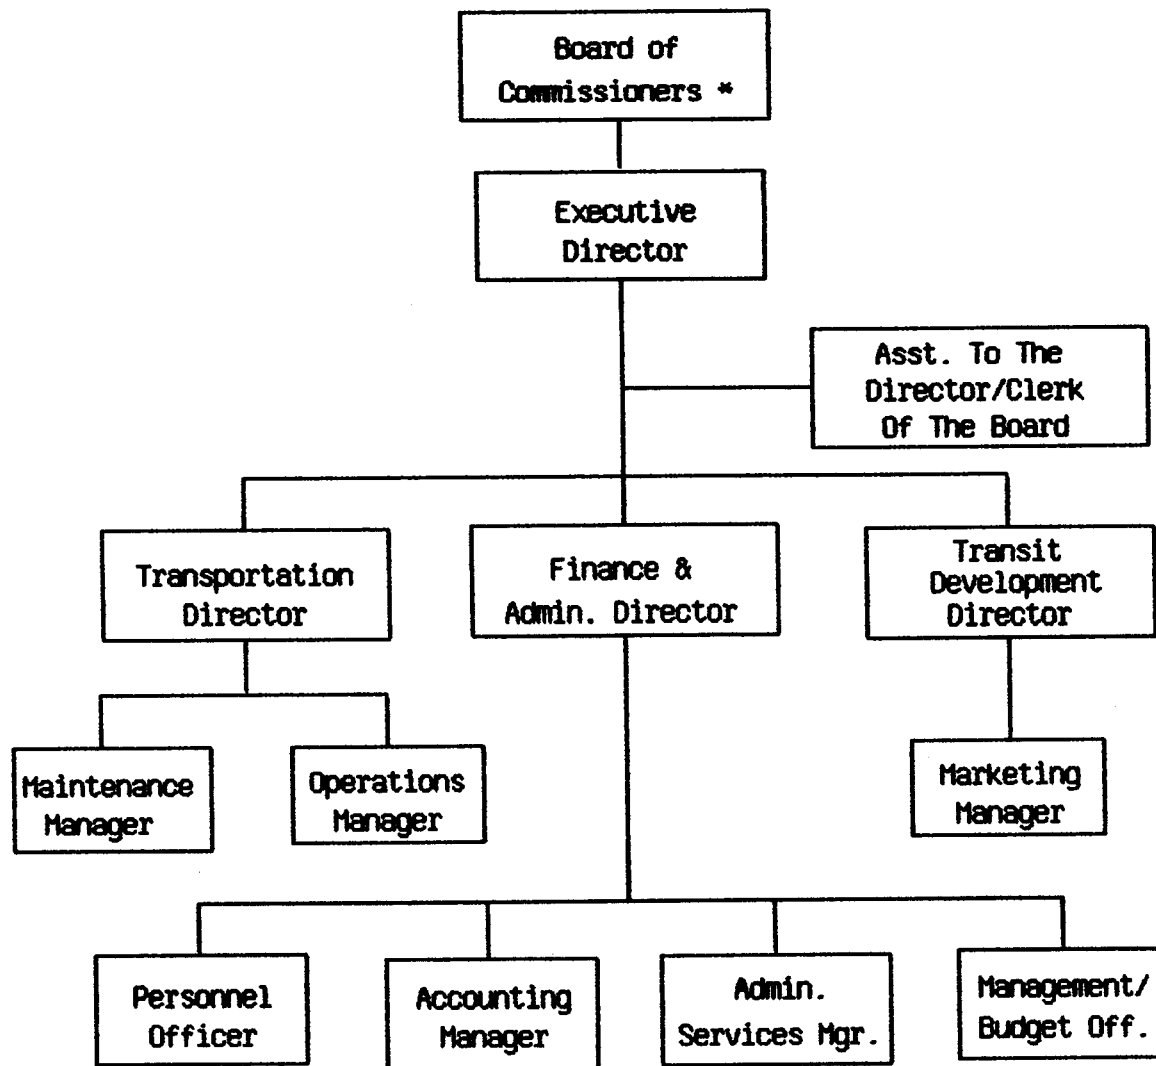 Board of
Commissioners *
Executive
Director
Asst. To The
Director/Clerk
Of The Board
Transportation
Director
Finance &
Admin. Director
Transit
Development
Director
Maintenance
Manager
Operations
Manager
Marketing
Manager
Personnel
Officer
Accounting
Manager
Admin.
Services Mgr.
Management/
Budget Off.